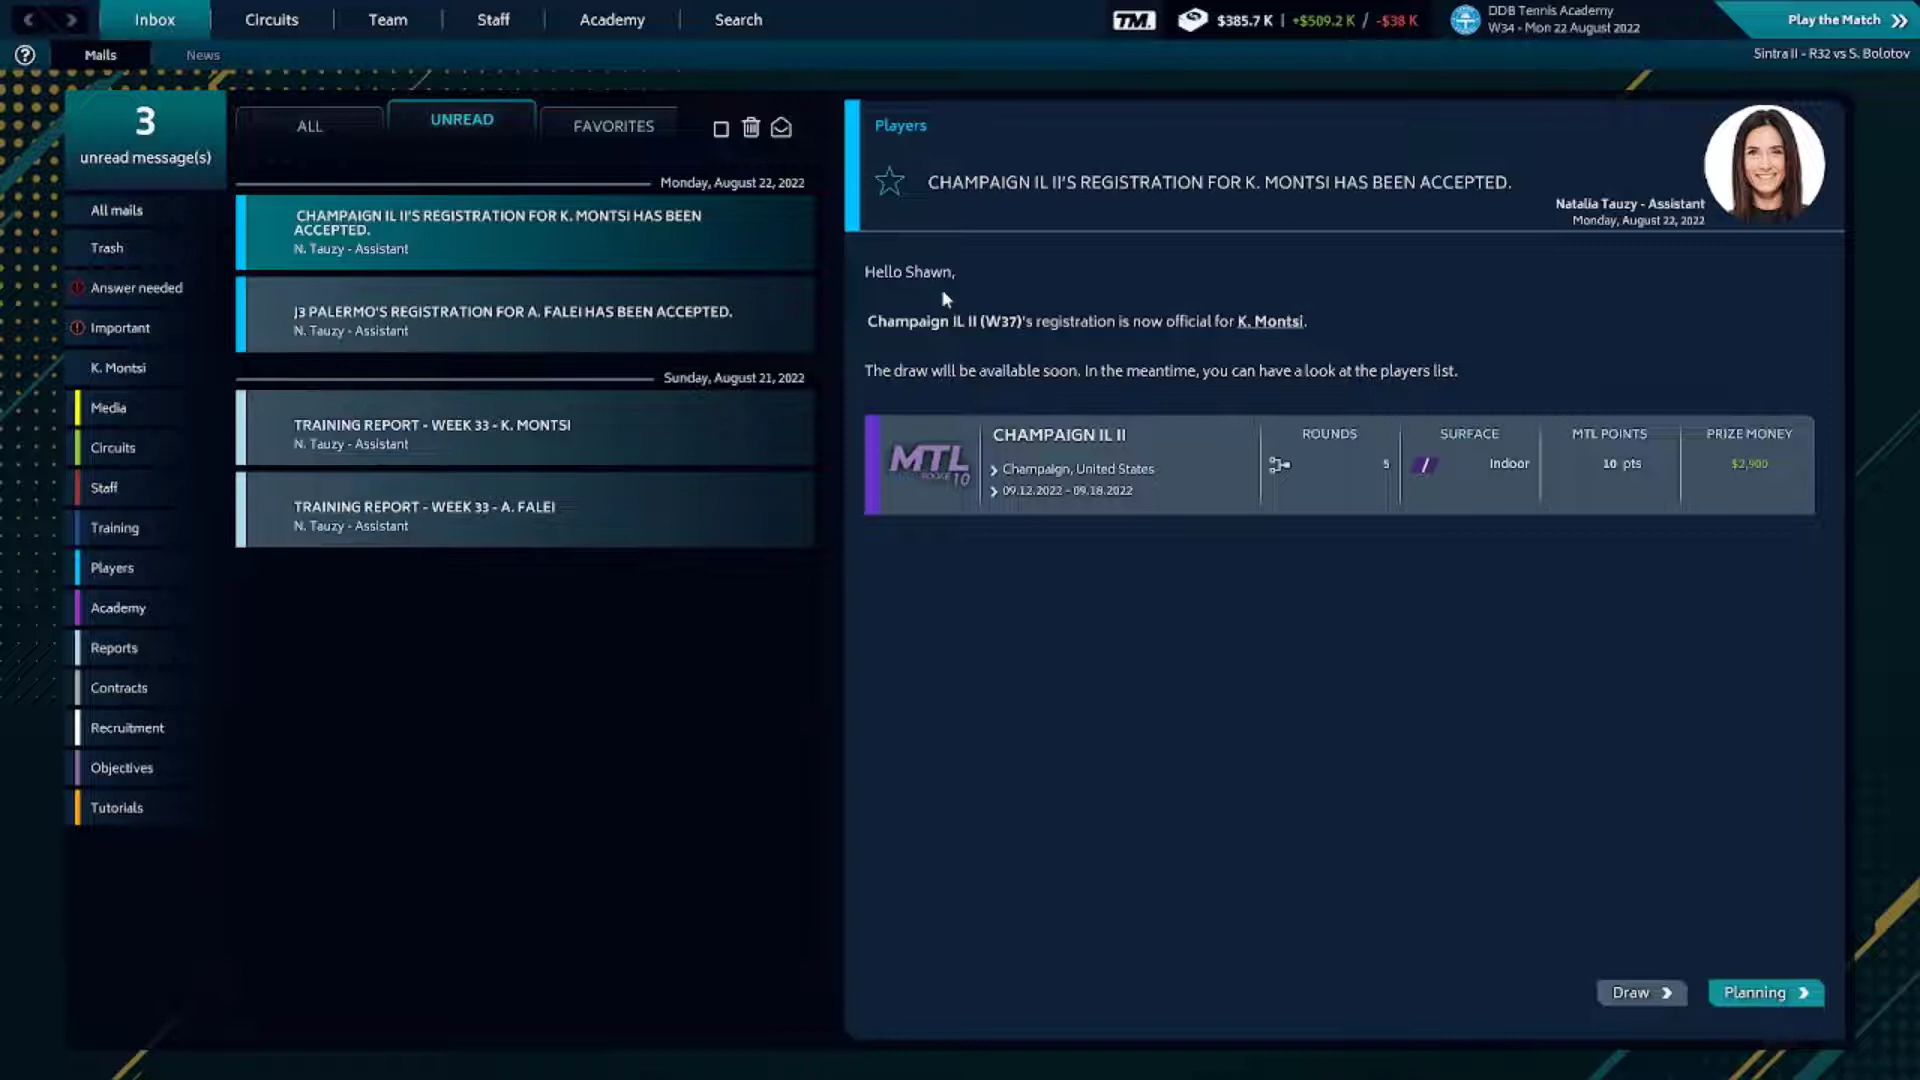 Inbox
Circuits
Team
Staff
Academy
Search
TM.
$385.7 K | +$509.2 K / -$38 K
DDB Tennis Academy
W34 - Mon 22 August 2022
Play the Match
Mails
News
Sintra II - R32 vs S. Bolotov
3
unread message(s)
All mails
Trash
Answer needed
Important
K. Montsi
Media
Circuits
Staff
Training
Players
Academy
Reports
Contracts
Recruitment
Objectives
Tutorials
ALL
UNREAD
FAVORITES
Monday, August 22, 2022
CHAMPAIGN IL II'S REGISTRATION FOR K. MONTSI HAS BEEN
ACCEPTED.
N. Tauzy - Assistant
J3 PALERMO'S REGISTRATION FOR A. FALEI HAS BEEN ACCEPTED.
N. Tauzy - Assistant
Sunday, August 21, 2022
TRAINING REPORT - WEEK 33 - K. MONTSI
N. Tauzy - Assistant
TRAINING REPORT - WEEK 33 - A. FALEI
N. Tauzy - Assistant
Players
CHAMPAIGN IL II'S REGISTRATION FOR K. MONTSI HAS BEEN ACCEPTED.
Natalia Tauzy - Assistant
Monday, August 22, 2022
Hello Shawn,
Champaign IL II (W37)'s registration is now official for K. Montsi.
The draw will be available soon. In the meantime, you can have a look at the players list.
MTL
10
CHAMPAIGN IL II
Champaign, United States
09.12.2022 - 09.18.2022
ROUNDS
5
SURFACE
Indoor
MTL POINTS
10 pts
PRIZE MONEY
$2,900
Draw
Planning